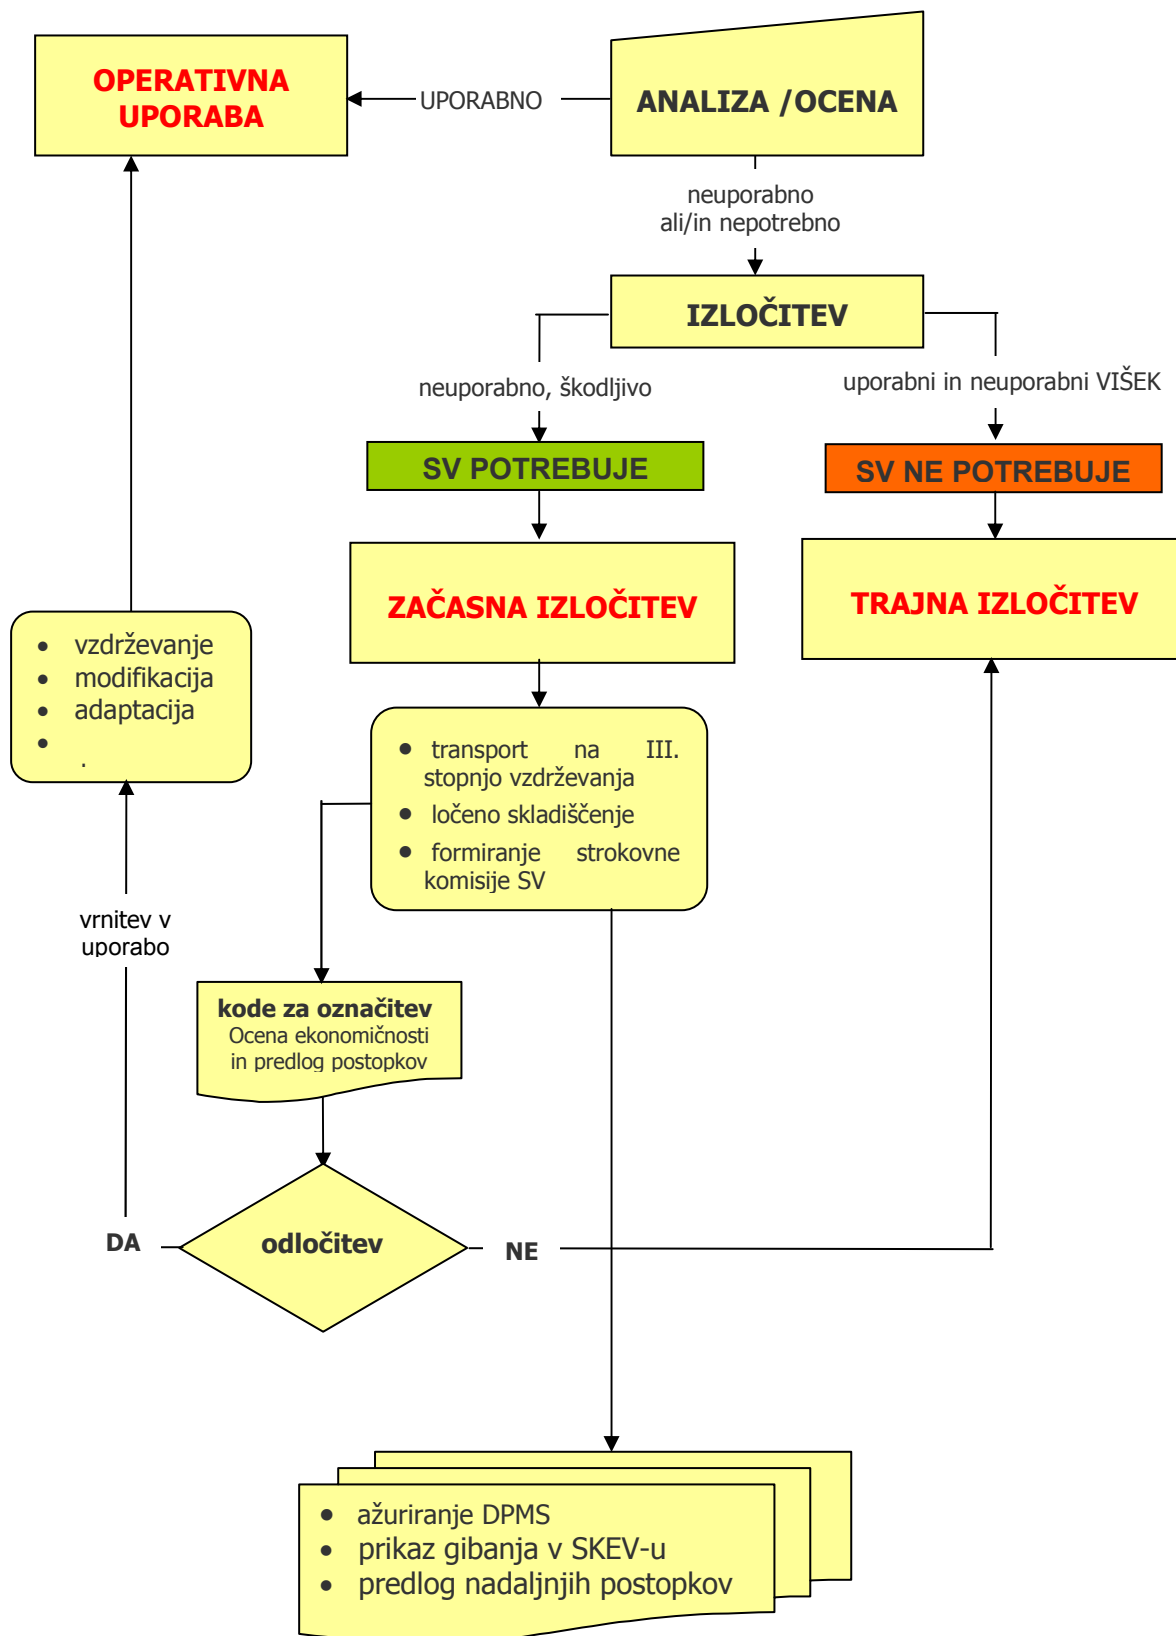 OPERATIVNA
UPORABA
UPORABNO
ANALIZA /OCENA
neuporabno
ali/in nepotrebno
IZLOČITEV
neuporabno, škodljivo
uporabni in neuporabni VIŠEK
SV POTREBUJE
SV NE POTREBUJE
ZAČASNA IZLOČITEV
TRAJNA IZLOČITEV
• vzdrževanje
• modifikacija
• adaptacija
• .
• transport na III.
stopnjo vzdrževanja
• ločeno skladiščenje
• formiranje strokovne
komisije SV
vrnitev v
uporabo
kode za označitev
Ocena ekonomičnosti
in predlog postopkov
DA
odločitev
NE
• ažuriranje DPMS
• prikaz gibanja v SKEV-u
• predlog nadaljnjih postopkov